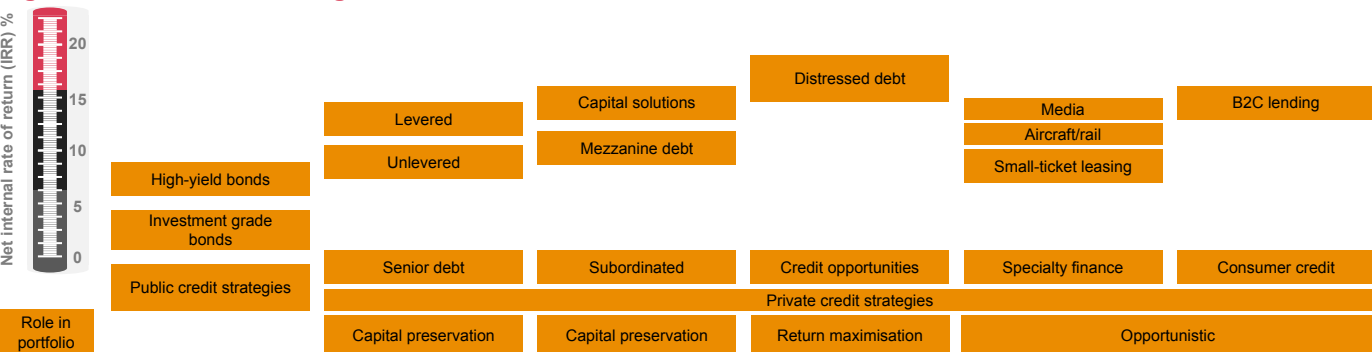 Net internal rate of return (IRR) %
20
15
10
5
0
Distressed debt
Capital solutions
B2C lending
Levered
Media
Aircraft/rail
Mezzanine debt
Unlevered
Small-ticket leasing
High-yield bonds
Investment grade
bonds
Public credit strategies
Senior debt
Subordinated
Credit opportunities
Specialty finance
Consumer credit
Private credit strategies
Role in
portfolio
Capital preservation
Capital preservation
Return maximisation
Opportunistic